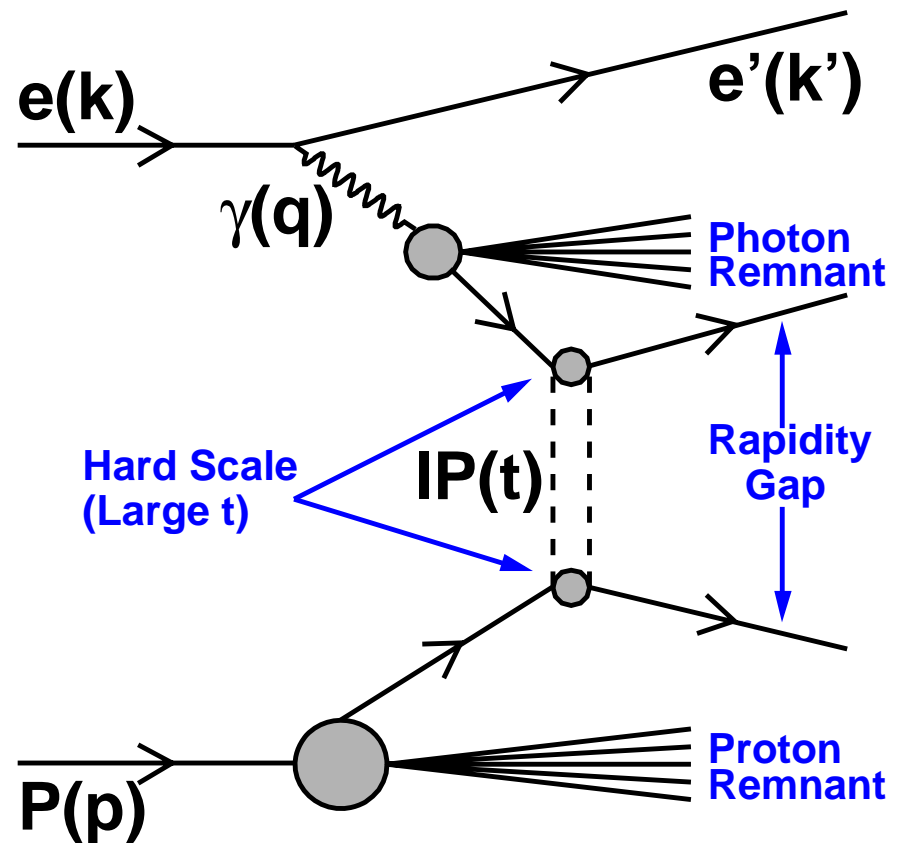 e(k)
e’(k’)
γ(q)
Photon
Remnant
Hard Scale
(Large t)
IP(t)
Rapidity
Gap
P(p)
Proton
Remnant